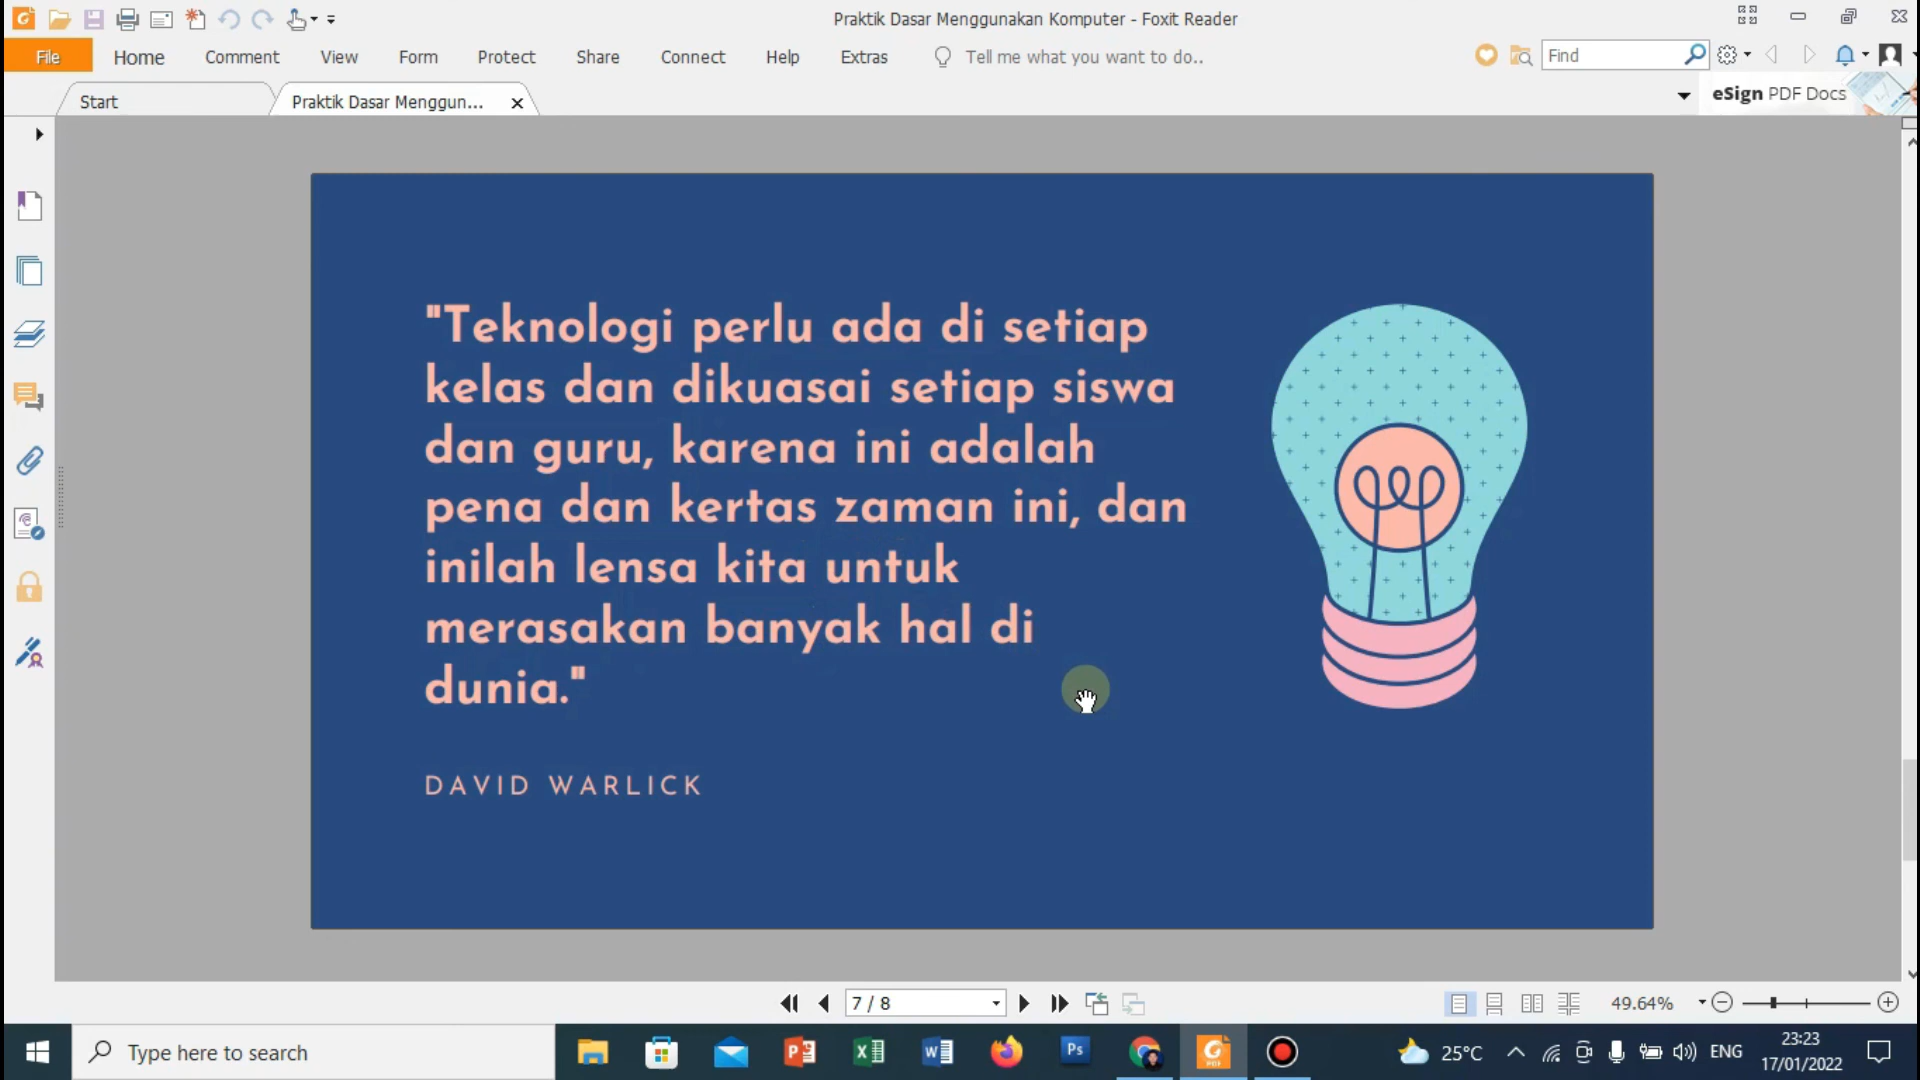 Praktik Dasar Menggunakan Komputer - Foxit Reader
File Home Comment View Form Protect Share Connect Help Extras Tell me what you want to do.. Find
Start Praktik Dasar Menggun... eSign PDF Docs
"Teknologi perlu ada di setiap
kelas dan dikuasai setiap siswa
dan guru, karena ini adalah
pena dan kertas zaman ini, dan
inilah lensa kita untuk
merasakan banyak hal di
dunia."
DAVID WARLICK
7 / 8 49.64%
Type here to search Ps 25°C ENG 23:23
17/01/2022